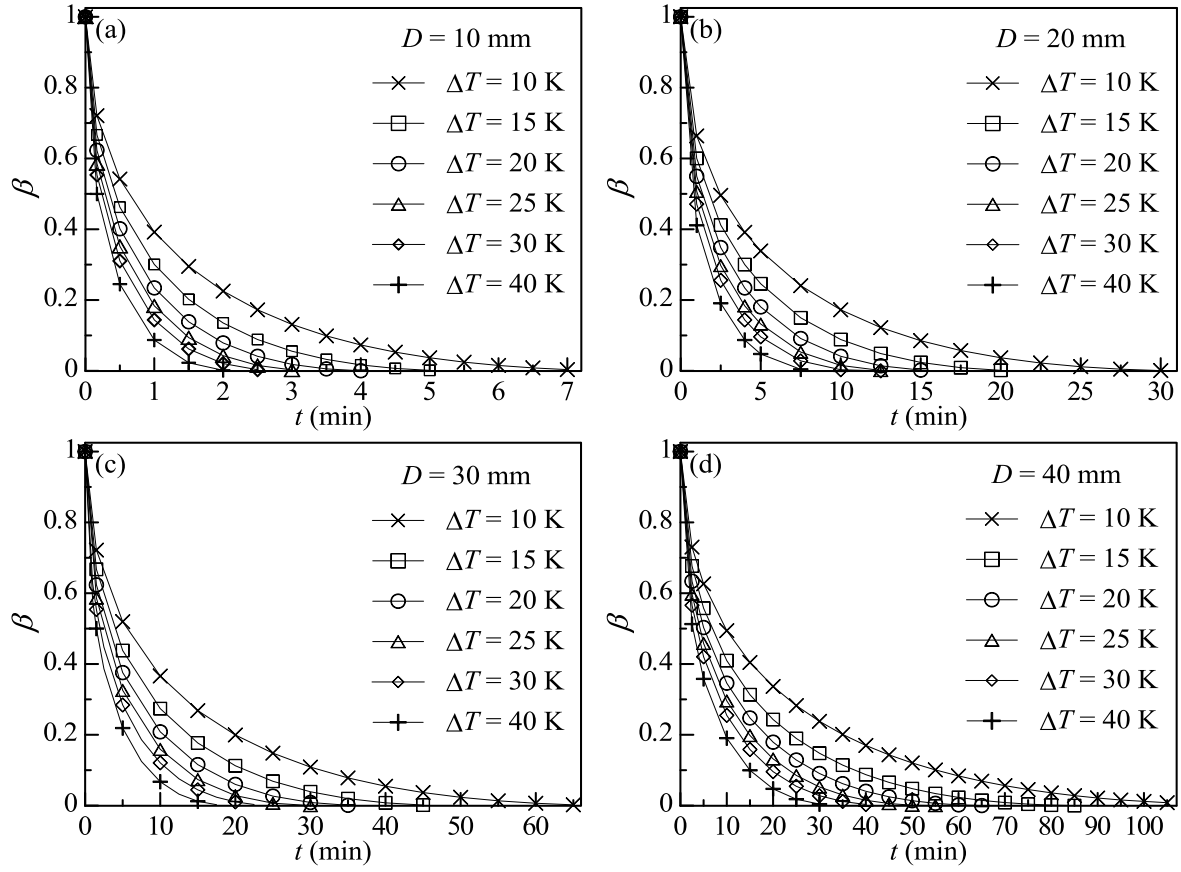 (a)
D = 10 mm
ΔT = 10 K
ΔT = 15 K
ΔT = 20 K
ΔT = 25 K
ΔT = 30 K
ΔT = 40 K
1
0.8
0.6
0.4
0.2
0
β
0 1 2 3 4 5 6 7
t (min)
(b)
D = 20 mm
ΔT = 10 K
ΔT = 15 K
ΔT = 20 K
ΔT = 25 K
ΔT = 30 K
ΔT = 40 K
1
0.8
0.6
0.4
0.2
0
β
0 5 10 15 20 25 30
t (min)
(c)
D = 30 mm
ΔT = 10 K
ΔT = 15 K
ΔT = 20 K
ΔT = 25 K
ΔT = 30 K
ΔT = 40 K
1
0.8
0.6
0.4
0.2
0
β
0 10 20 30 40 50 60
t (min)
(d)
D = 40 mm
ΔT = 10 K
ΔT = 15 K
ΔT = 20 K
ΔT = 25 K
ΔT = 30 K
ΔT = 40 K
1
0.8
0.6
0.4
0.2
0
β
0 10 20 30 40 50 60 70 80 90 100
t (min)